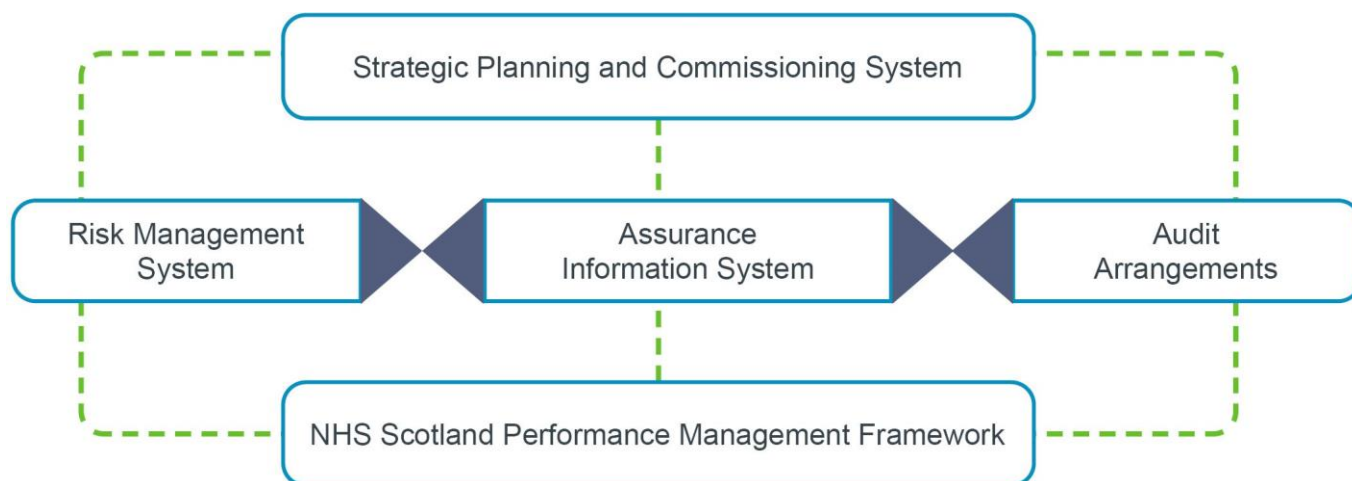 Strategic Planning and Commissioning System
Risk Management
System
Assurance
Information System
Audit
Arrangements
NHS Scotland Performance Management Framework